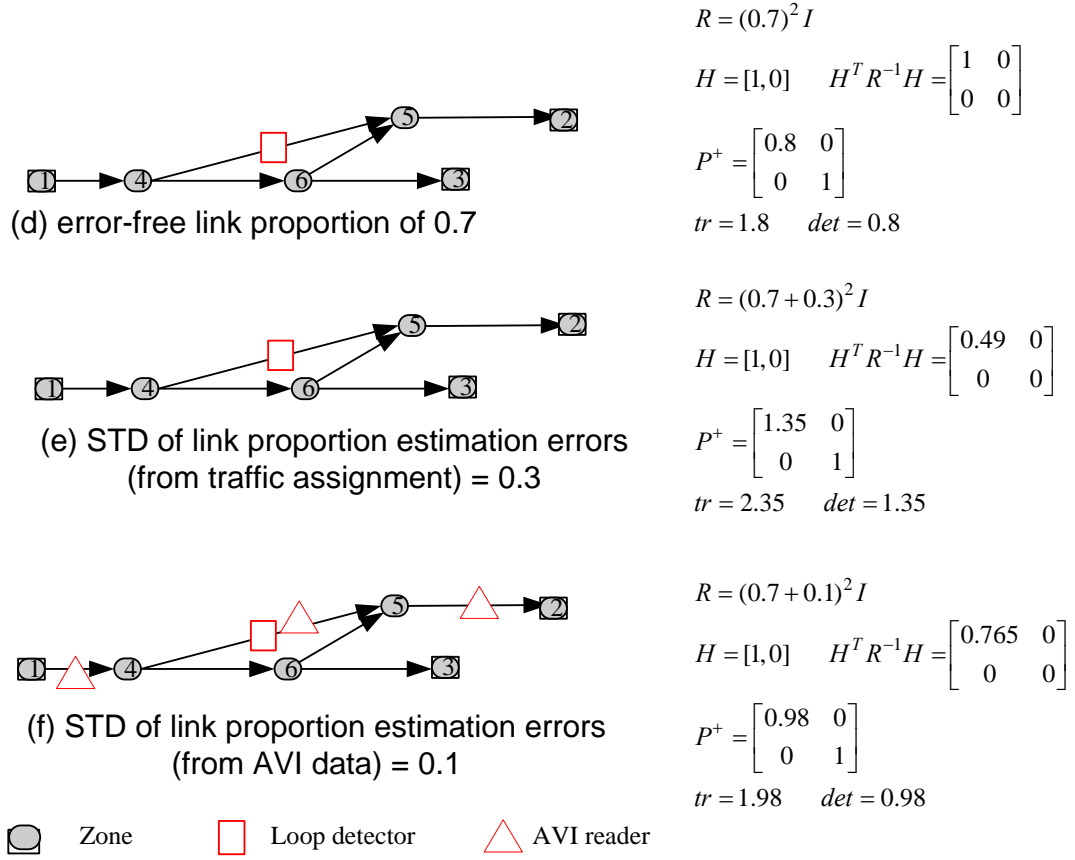 R = (0.7)² I
H = [1,0] HᵀR⁻¹H = [1 0; 0 0]
P⁺ = [0.8 0; 0 1]
tr = 1.8 det = 0.8
1 4 6 5 2 3
(d) error-free link proportion of 0.7
R = (0.7 + 0.3)² I
H = [1,0] HᵀR⁻¹H = [0.49 0; 0 0]
P⁺ = [1.35 0; 0 1]
tr = 2.35 det = 1.35
1 4 6 5 2 3
(e) STD of link proportion estimation errors
(from traffic assignment) = 0.3
R = (0.7 + 0.1)² I
H = [1,0] HᵀR⁻¹H = [0.765 0; 0 0]
P⁺ = [0.98 0; 0 1]
tr = 1.98 det = 0.98
1 4 6 5 2 3
(f) STD of link proportion estimation errors
(from AVI data) = 0.1
Zone Loop detector AVI reader